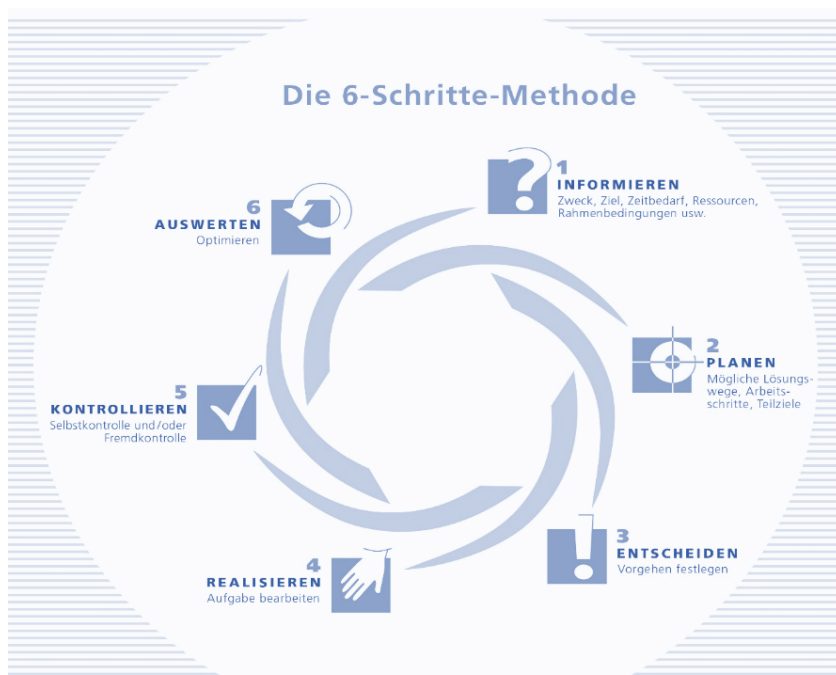 Die 6-Schritte-Methode
1
INFORMIEREN
Zweck, Ziel, Zeitbedarf, Ressourcen,
Rahmenbedingungen usw.
2
PLANEN
Mögliche Lösungs-
wege, Arbeits-
schritte, Teilziele
3
ENTSCHEIDEN
Vorgehen festlegen
4
REALISIEREN
Aufgabe bearbeiten
5
KONTROLLIEREN
Selbstkontrolle und/oder
Fremdkontrolle
6
AUSWERTEN
Optimieren